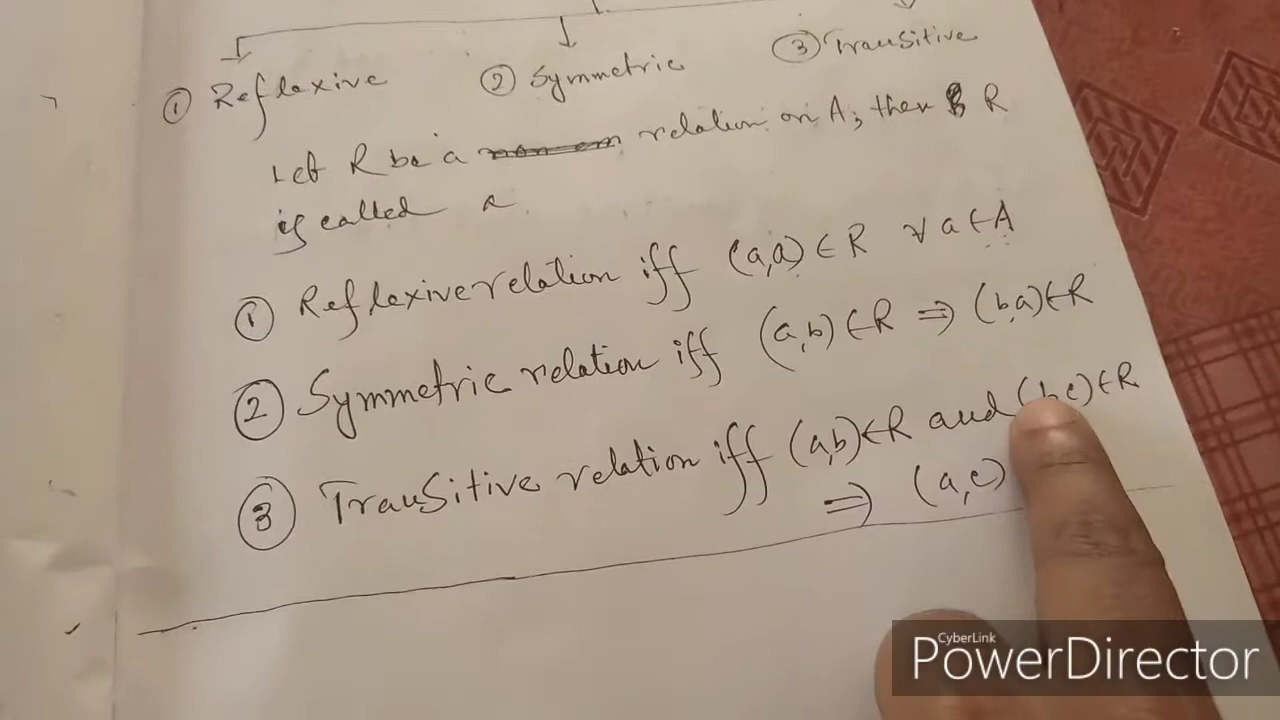 ① Reflexive ② Symmetric ③ Transitive
Let R be a relation on A; then R
is called a
① Reflexive relation iff (a,a) ∈ R ∀ a ∈ A
② Symmetric relation iff (a,b) ∈ R ⇒ (b,a) ∈ R
③ Transitive relation iff (a,b) ∈ R and (b,c) ∈ R
⇒ (a,c)
CyberLink
PowerDirector